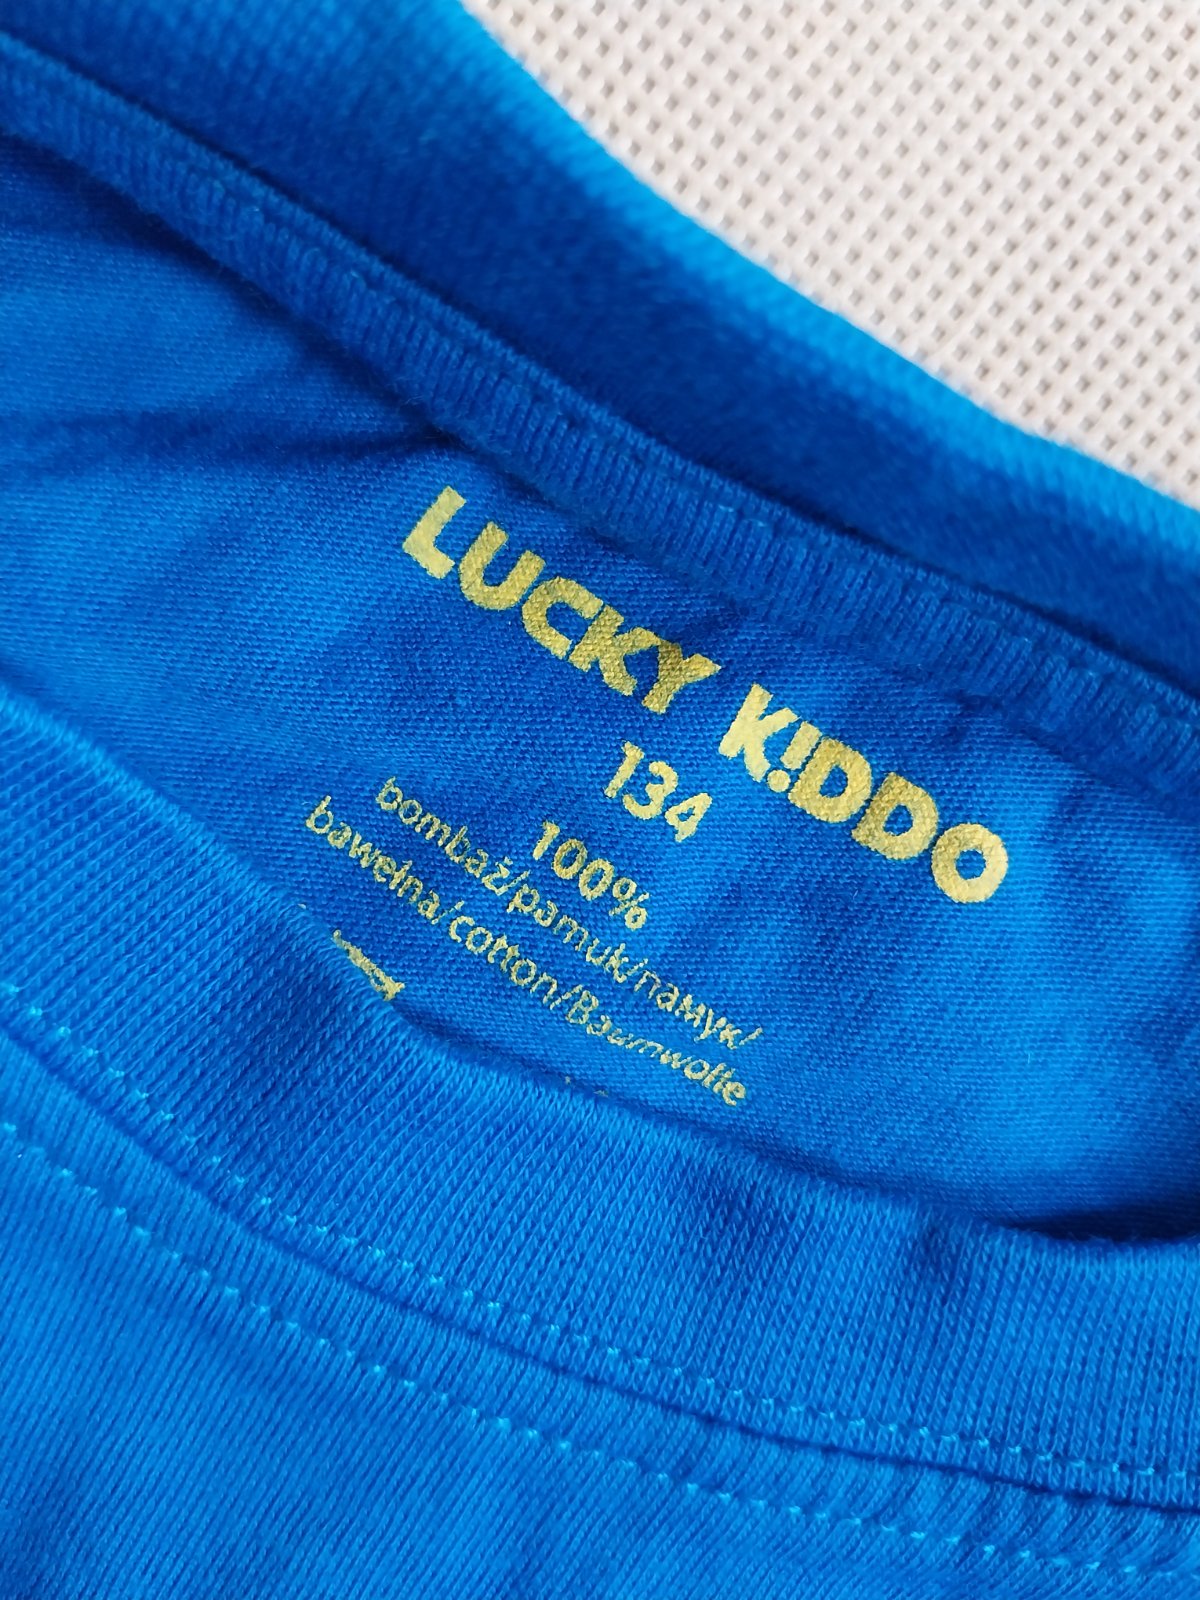 LUCKY K!DDO
134
100%
bombaž/pamuk/памук/
bawełna/cotton/Baumwolle